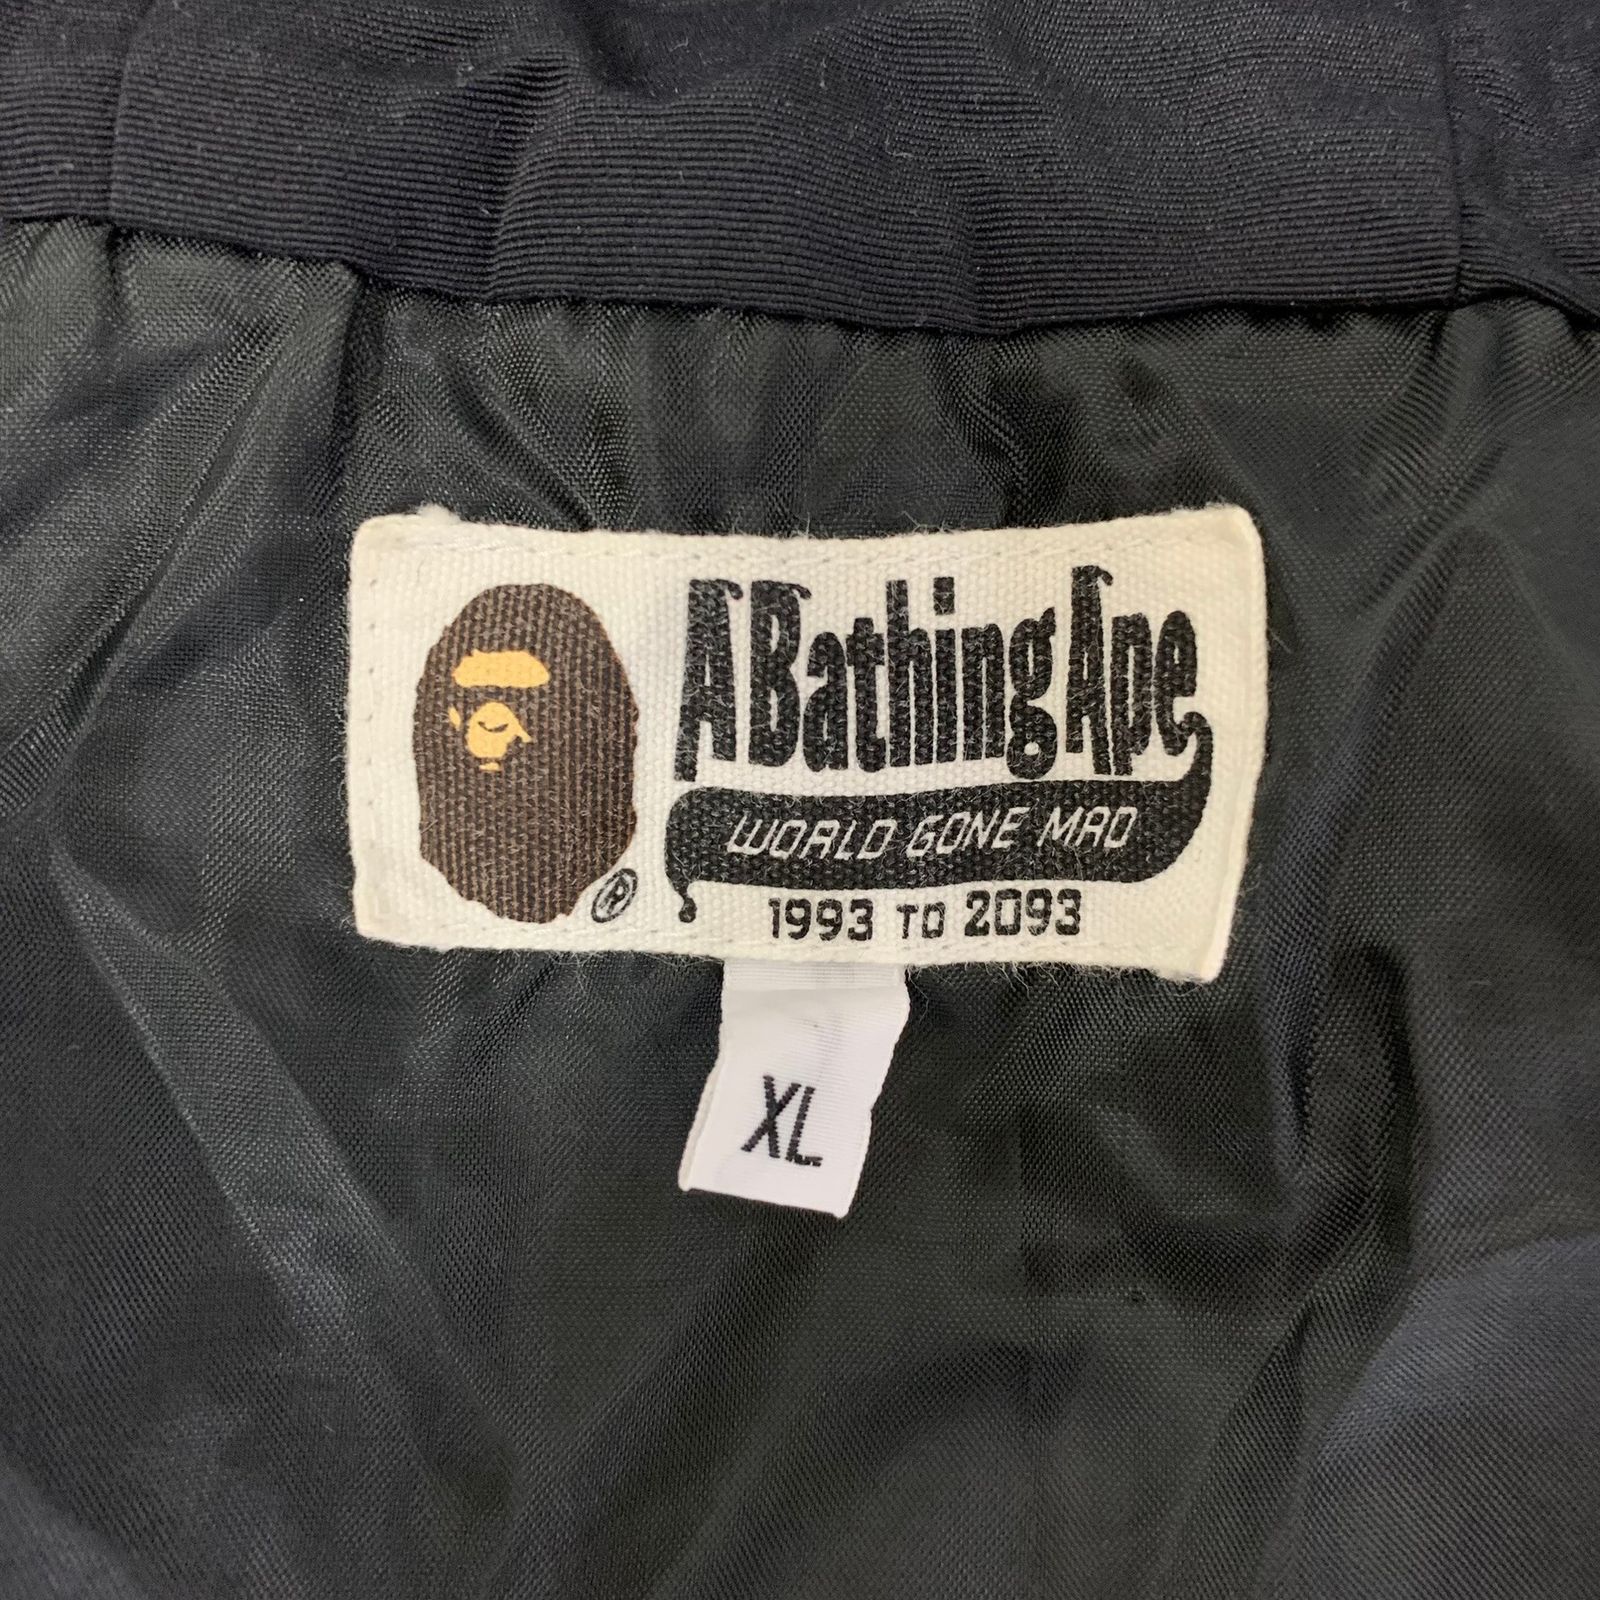 A Bathing Ape
WORLD GONE MAD
1993 TO 2093
®
XL